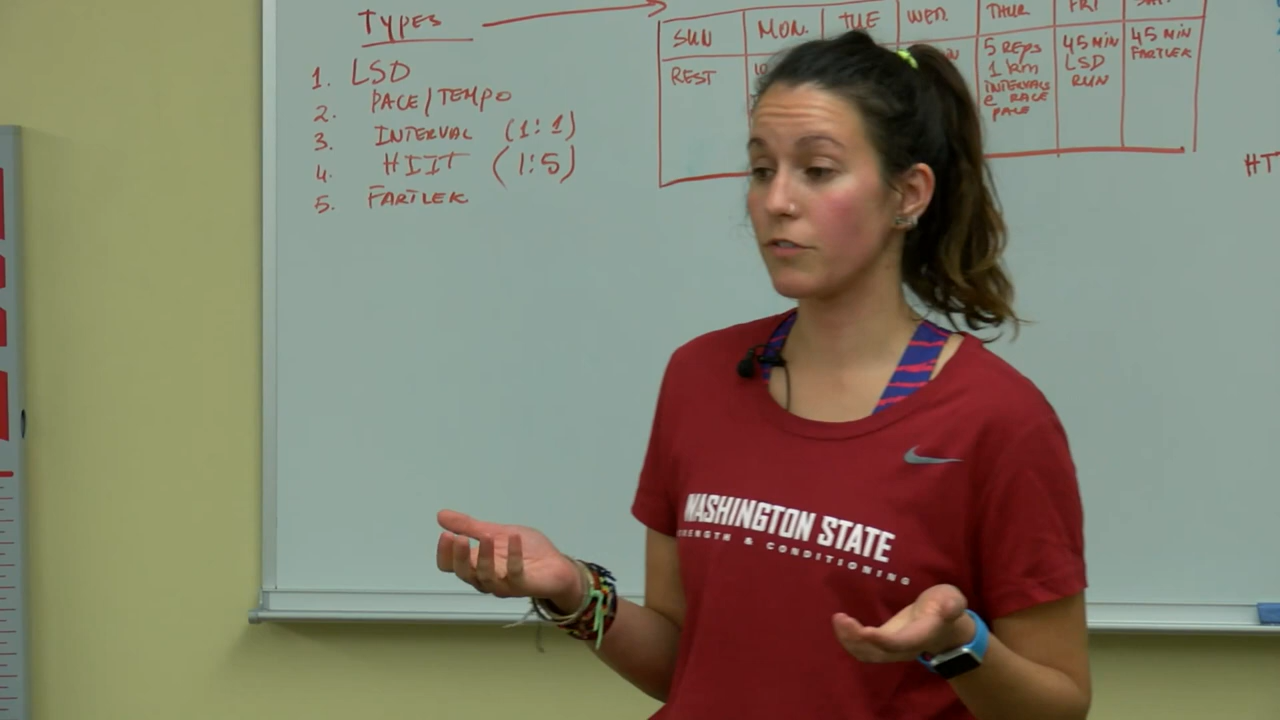 TYPES
1. LSD
2. PACE/TEMPO
3. INTERVAL (1:1)
4. HIIT (1:5)
5. FARTLEK
SUN MON. TUE WED. THUR FRI SAT.
REST
5 REPS
1 km
INTERVALS
@ RACE
PACE
45 MIN
LSD
RUN
45 MIN
FARTLEK
WASHINGTON STATE
STRENGTH & CONDITIONING